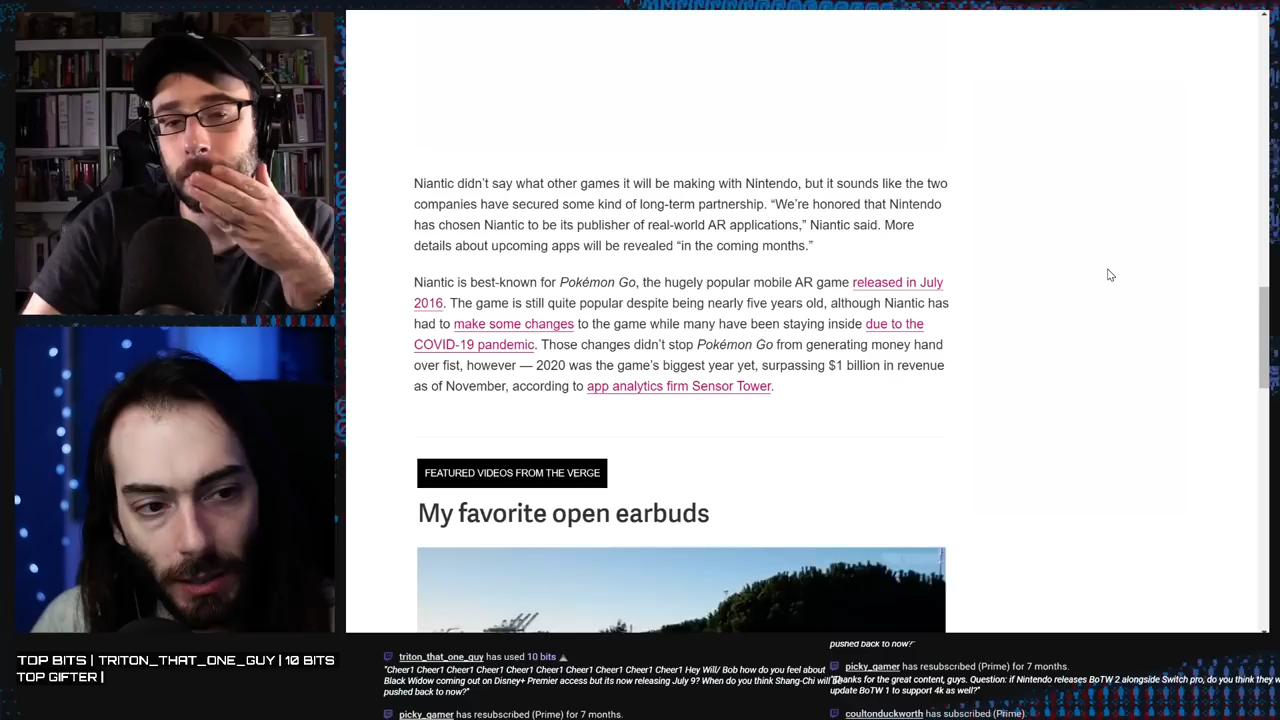 Niantic didn’t say what other games it will be making with Nintendo, but it sounds like the two
companies have secured some kind of long-term partnership. “We’re honored that Nintendo
has chosen Niantic to be its publisher of real-world AR applications,” Niantic said. More
details about upcoming apps will be revealed “in the coming months.”
Niantic is best-known for Pokémon Go, the hugely popular mobile AR game released in July
2016. The game is still quite popular despite being nearly five years old, although Niantic has
had to make some changes to the game while many have been staying inside due to the
COVID-19 pandemic. Those changes didn’t stop Pokémon Go from generating money hand
over fist, however — 2020 was the game’s biggest year yet, surpassing $1 billion in revenue
as of November, according to app analytics firm Sensor Tower.
FEATURED VIDEOS FROM THE VERGE
My favorite open earbuds
TOP BITS | TRITON_THAT_ONE_GUY | 10 BITS
TOP GIFTER |
triton_that_one_guy has used 10 bits
"Cheer1 Cheer1 Cheer1 Cheer1 Cheer1 Cheer1 Cheer1 Cheer1 Cheer1 Cheer1 Hey Will/ Bob how do you feel about
Black Widow coming out on Disney+ Premier access but its now releasing July 9? When do you think Shang-Chi will be
pushed back to now?"
picky_gamer has resubscribed (Prime) for 7 months.
pushed back to now?"
picky_gamer has resubscribed (Prime) for 7 months.
"Thanks for the great content, guys. Question: if Nintendo releases BoTW 2 alongside Switch pro, do you think they w
update BoTW 1 to support 4k as well?"
coultonduckworth has subscribed (Prime).